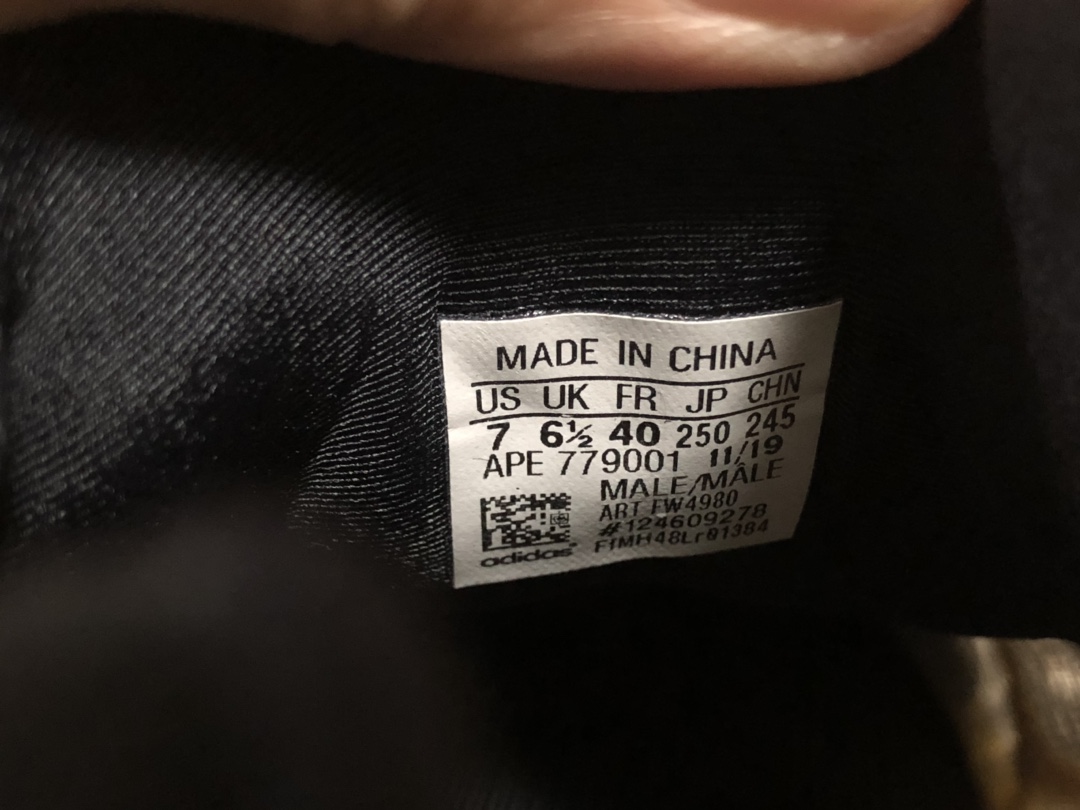 MADE IN CHINA
US UK FR JP CHN
7 6½ 40 250 245
APE 779001 11/19
MALE/MÂLE
ART FW4980
#124609278
F1MH48Lr01384
adidas